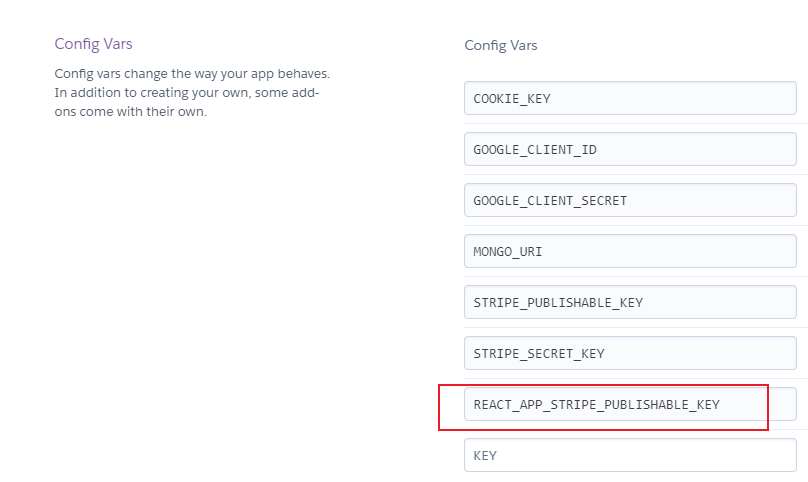 Config Vars
Config vars change the way your app behaves.
In addition to creating your own, some add-
ons come with their own.
Config Vars
COOKIE_KEY
GOOGLE_CLIENT_ID
GOOGLE_CLIENT_SECRET
MONGO_URI
STRIPE_PUBLISHABLE_KEY
STRIPE_SECRET_KEY
REACT_APP_STRIPE_PUBLISHABLE_KEY
KEY